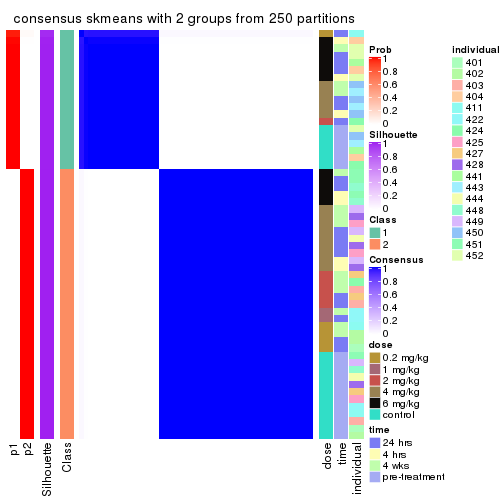 consensus skmeans with 2 groups from 250 partitions
p1
p2
Silhouette
Class
dose
time
individual
Prob
1
0.8
0.6
0.4
0.2
0
Silhouette
1
0.8
0.6
0.4
0.2
0
Class
1
2
Consensus
1
0.8
0.6
0.4
0.2
0
dose
0.2 mg/kg
1 mg/kg
2 mg/kg
4 mg/kg
6 mg/kg
control
time
24 hrs
4 hrs
4 wks
pre-treatment
individual
401
402
403
404
411
422
424
425
427
428
441
443
444
448
449
450
451
452